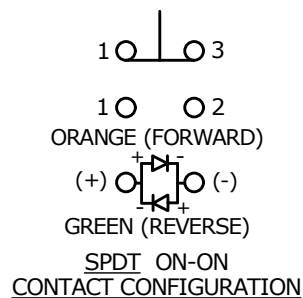 1 3
1 2
ORANGE (FORWARD)
+ -
(+) (-)
- +
GREEN (REVERSE)
SPDT ON-ON
CONTACT CONFIGURATION